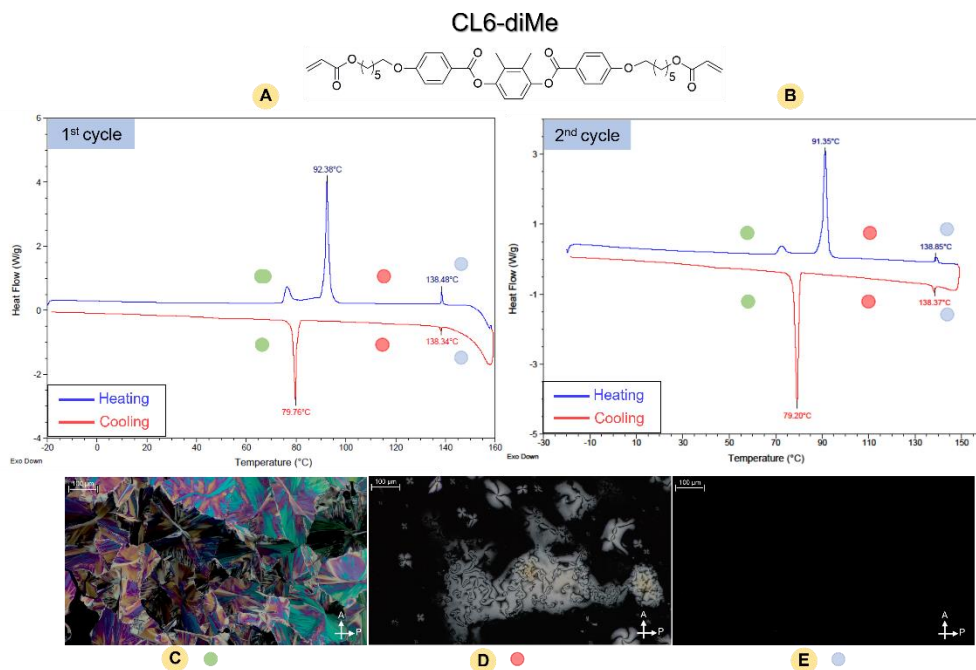 CL6-diMe
O
O
5
O
O
O
O
O
O
5
O
O
A
B
1st cycle
92.38°C
138.48°C
138.34°C
79.76°C
Heating
Cooling
6
4
2
0
-2
-4
Heat Flow (W/g)
-20
0
20
40
60
80
100
120
140
160
Exo Down
Temperature (°C)
2nd cycle
91.35°C
138.85°C
138.37°C
79.20°C
Heating
Cooling
3
1
-1
-3
-5
Heat Flow (W/g)
-30
-10
10
30
50
70
90
110
130
150
Exo Down
Temperature (°C)
100 µm
A
P
100 µm
A
P
100 µm
A
P
C
D
E